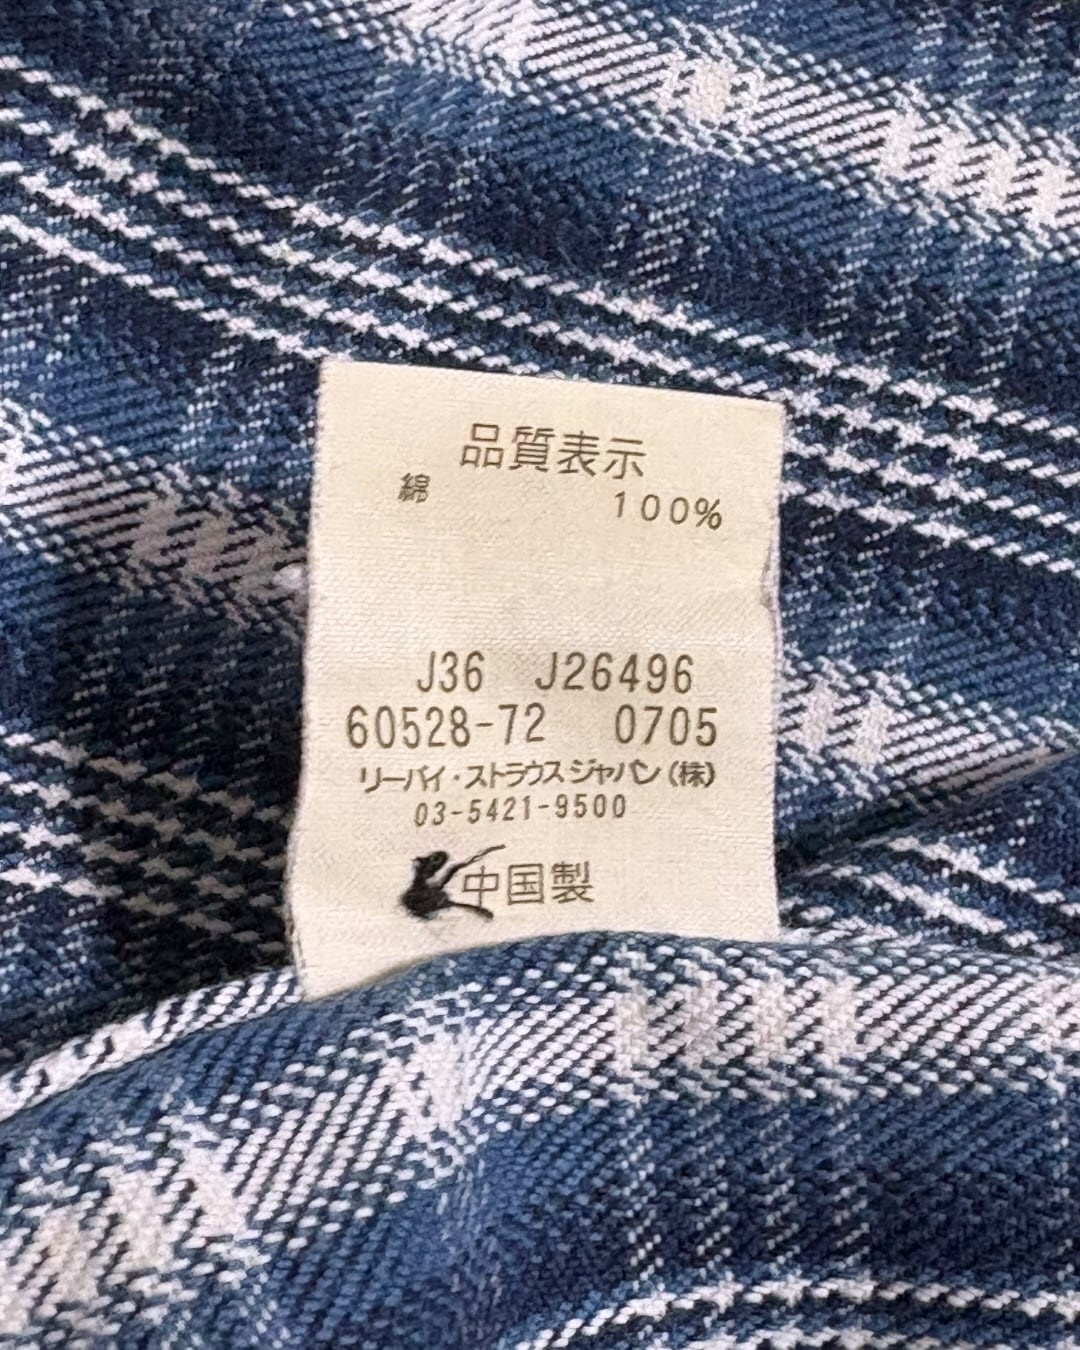 品質表示
綿 100%
J36 J26496
60528-72 0705
リーバイ・ストラウスジャパン(株)
03-5421-9500
中国製